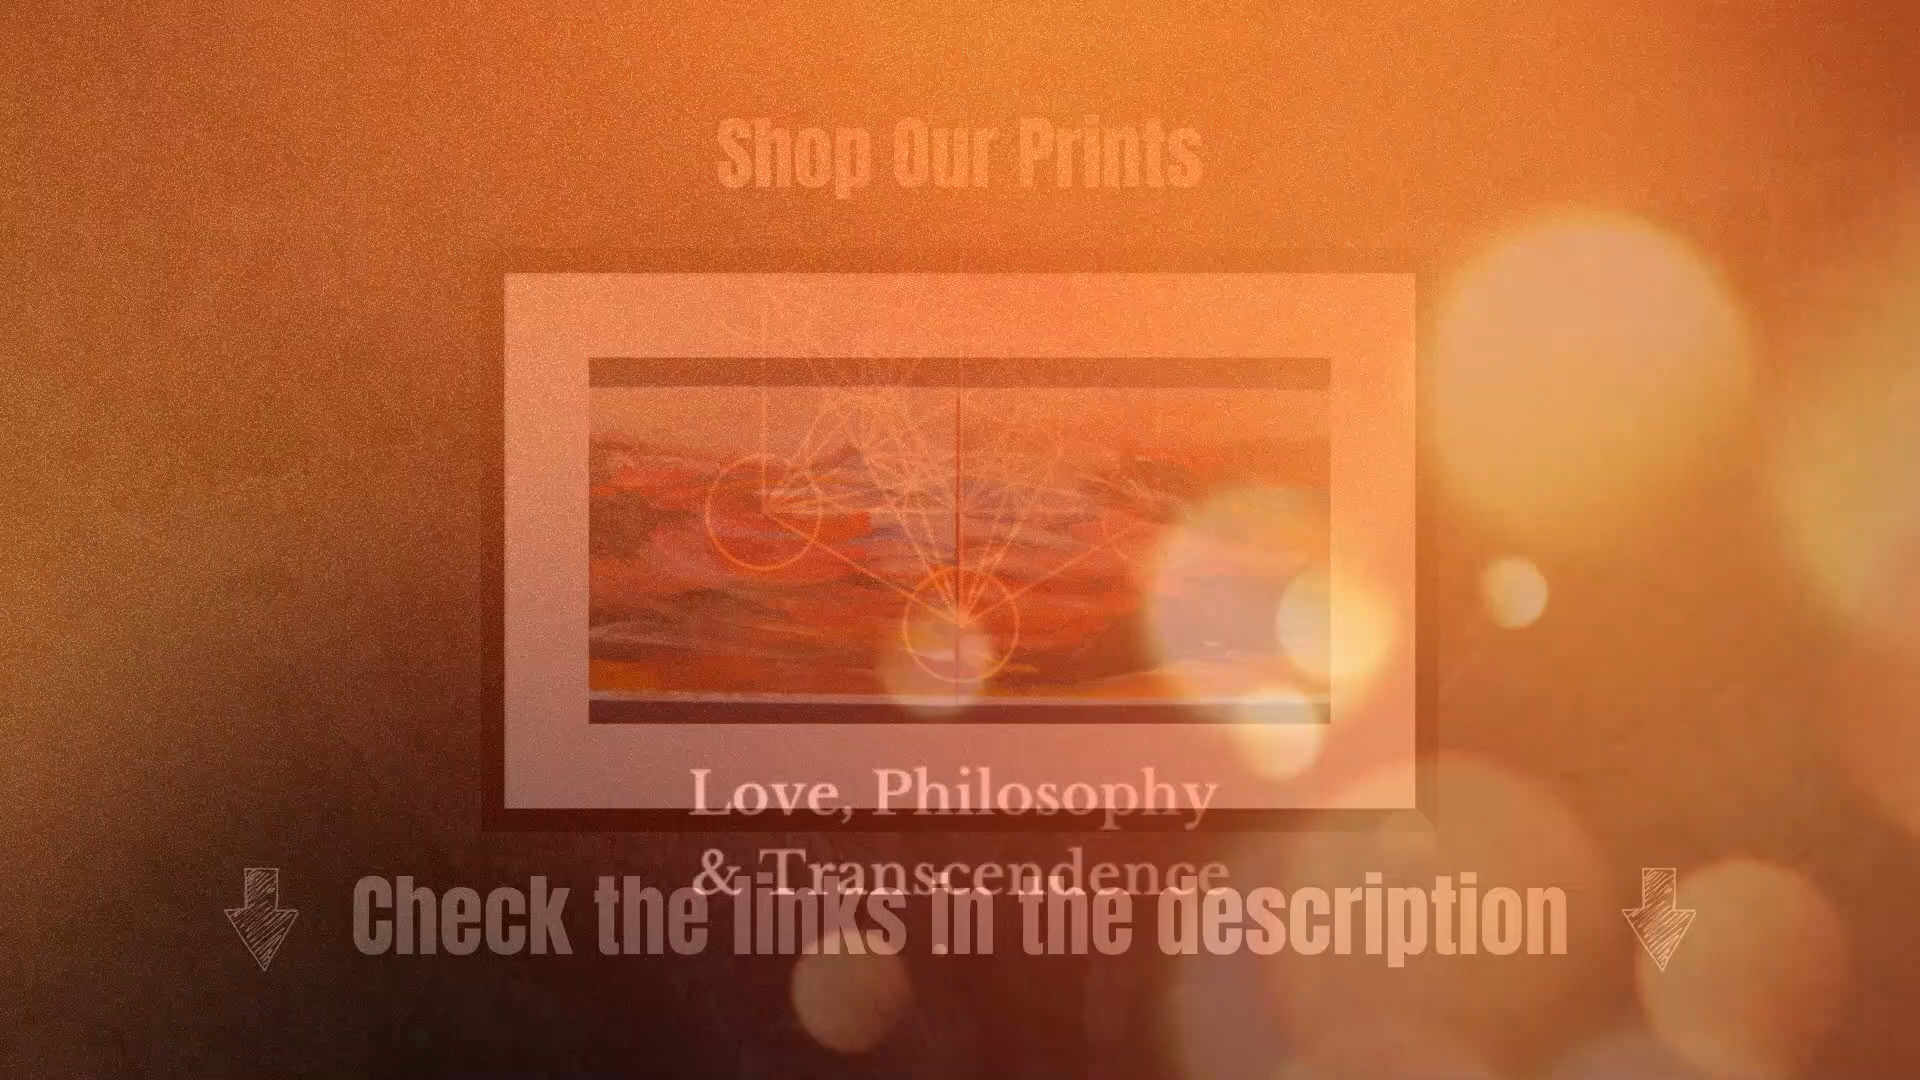 Shop Our Prints
Love, Philosophy
& Transcendence
Check the links in the description